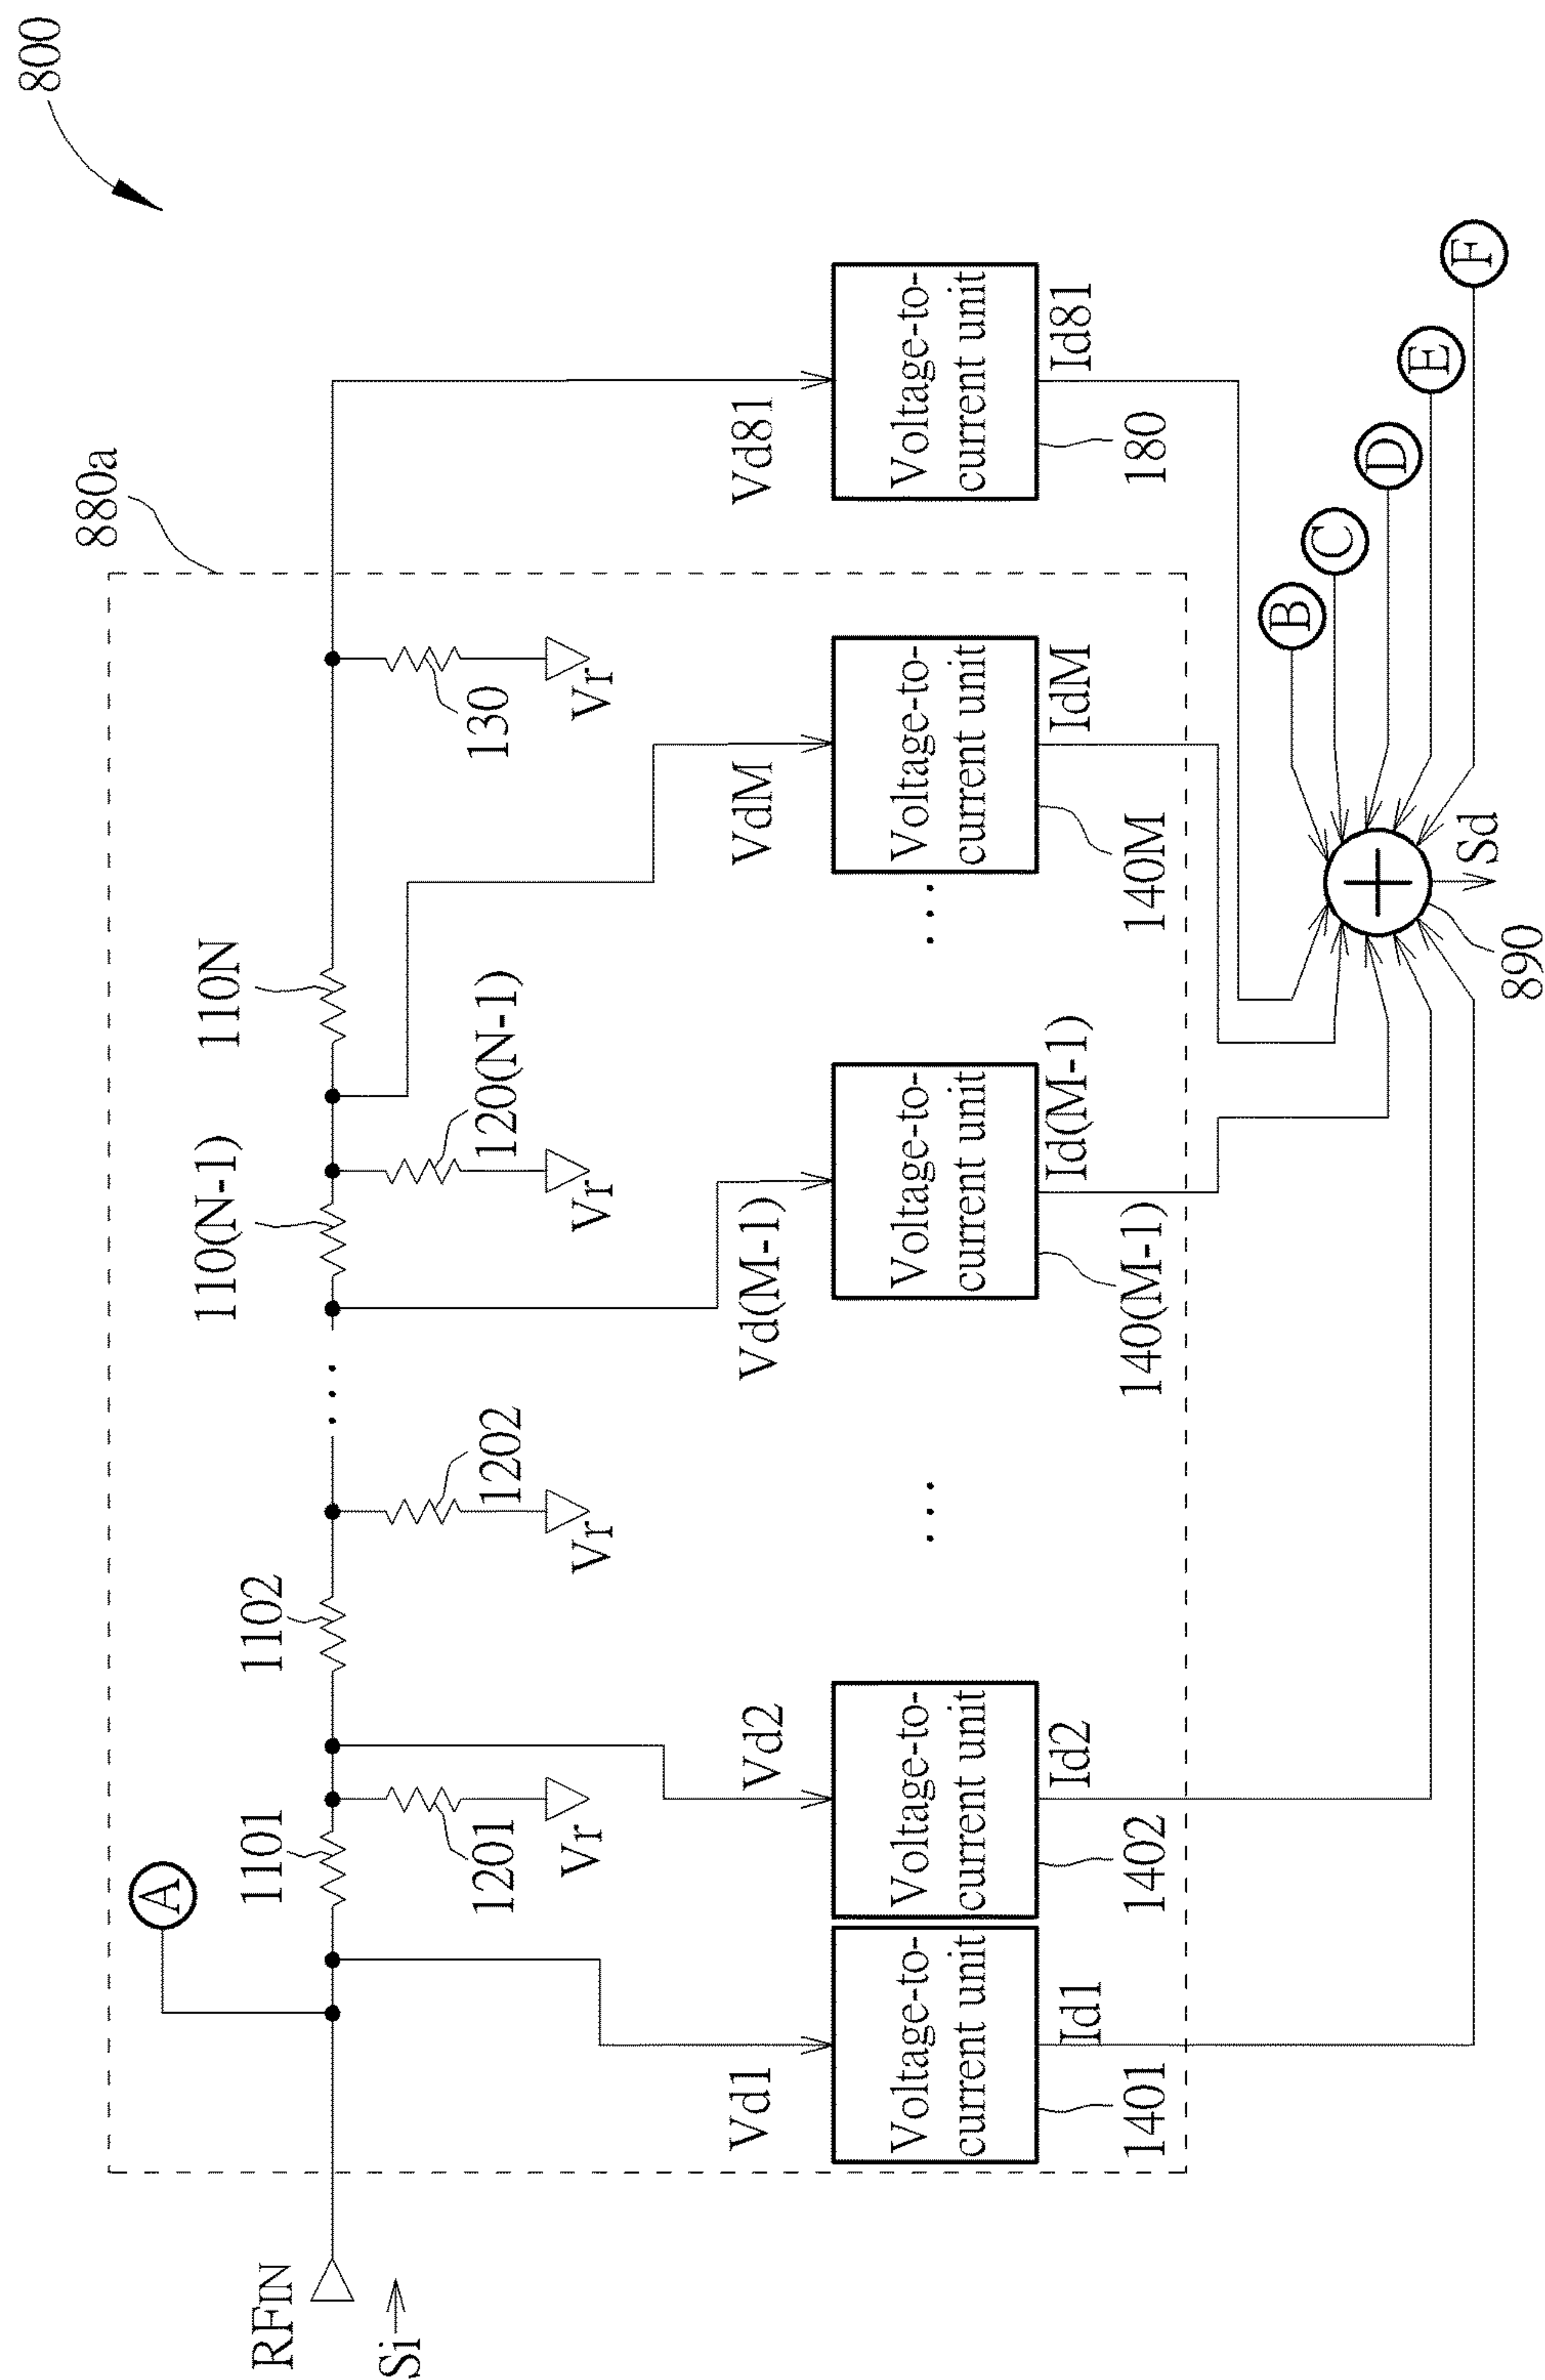 800
880a
A
1101
1102
110(N-1)
110N
RFIN
Si
1201
Vr
1202
Vr
120(N-1)
Vr
130
Vr
Vd1
Vd2
Vd(M-1)
VdM
Vd81
Voltage-to-
current unit
Voltage-to-
current unit
...
Voltage-to-
current unit
...
Voltage-to-
current unit
Voltage-to-
current unit
1401
Id1
1402
Id2
140(M-1)
Id(M-1)
140M
IdM
180
Id81
B
C
D
E
F
+
890
Sd